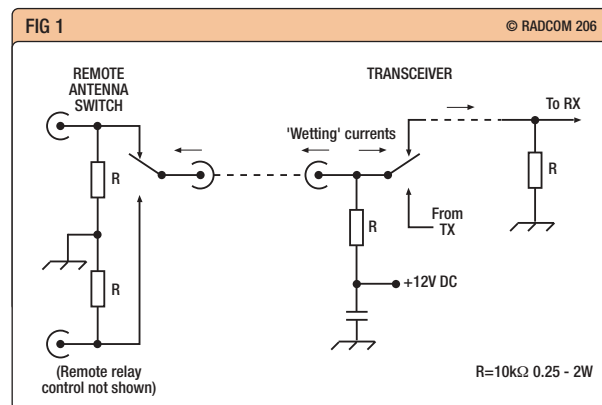 FIG 1
© RADCOM 206
REMOTE
ANTENNA
SWITCH
TRANSCEIVER
To RX
'Wetting' currents
R
R
R
R
From
TX
+12V DC
(Remote relay
control not shown)
R=10kΩ 0.25 - 2W